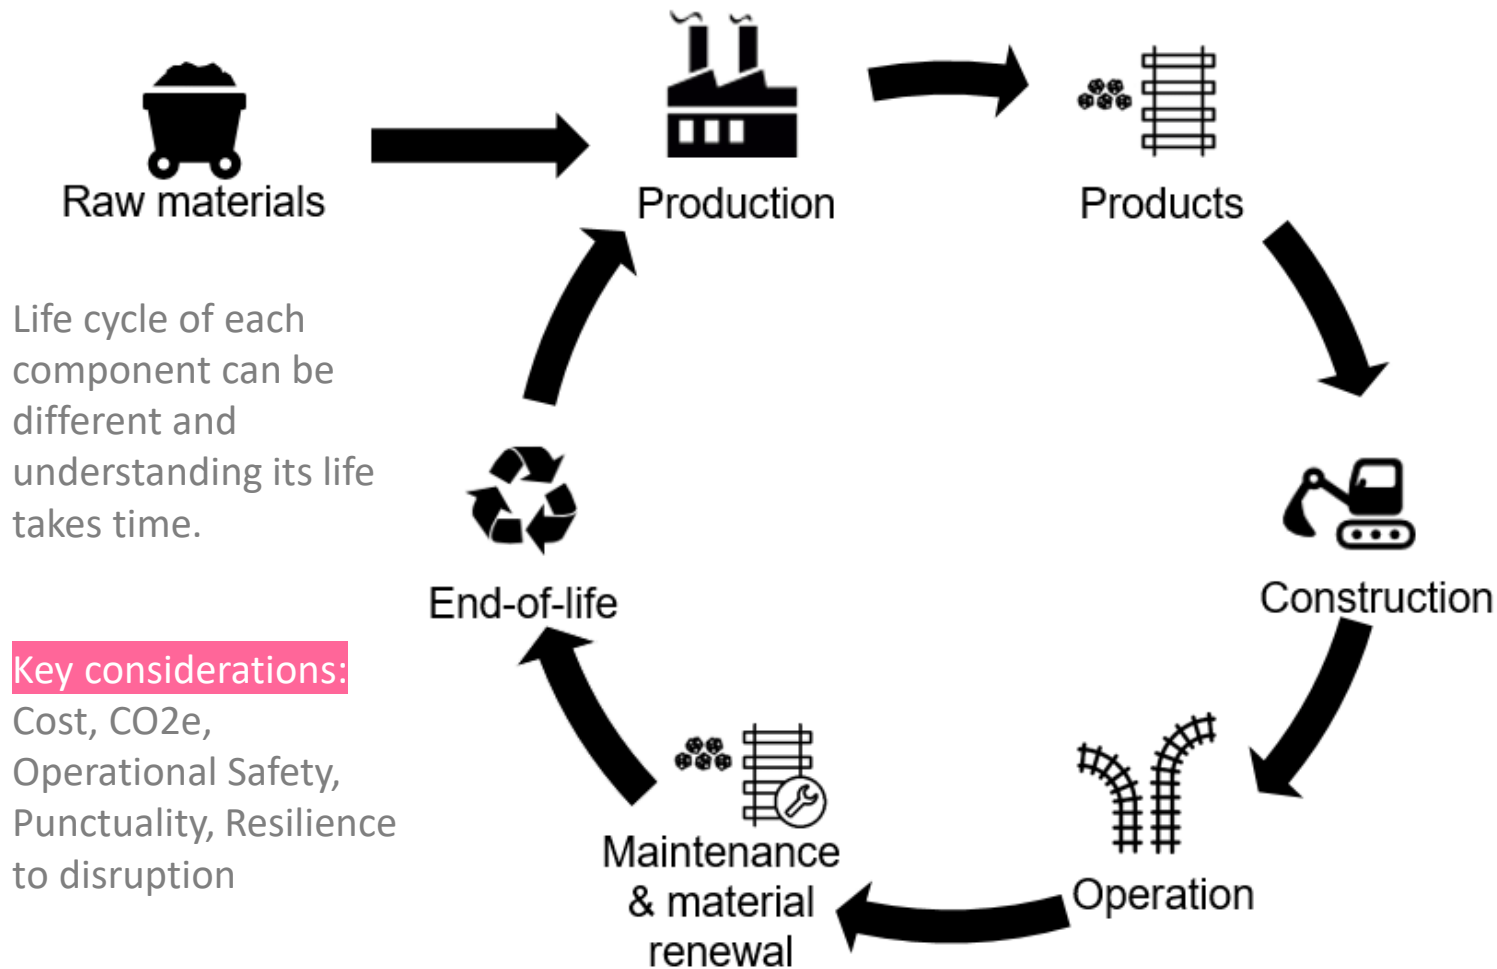 Raw materials
Production
Products
Life cycle of each
component can be
different and
understanding its life
takes time.
End-of-life
Construction
Key considerations:
Cost, CO2e,
Operational Safety,
Punctuality, Resilience
to disruption
Maintenance
& material
renewal
Operation